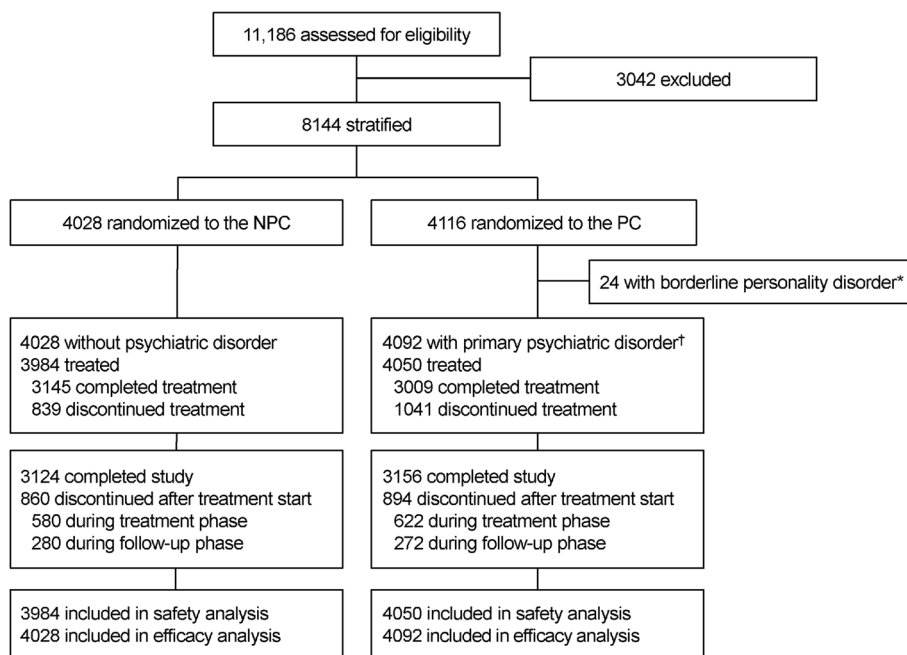 11,186 assessed for eligibility
3042 excluded
8144 stratified
4028 randomized to the NPC
4116 randomized to the PC
24 with borderline personality disorder*
4028 without psychiatric disorder
3984 treated
3145 completed treatment
839 discontinued treatment
4092 with primary psychiatric disorder†
4050 treated
3009 completed treatment
1041 discontinued treatment
3124 completed study
860 discontinued after treatment start
580 during treatment phase
280 during follow-up phase
3156 completed study
894 discontinued after treatment start
622 during treatment phase
272 during follow-up phase
3984 included in safety analysis
4028 included in efficacy analysis
4050 included in safety analysis
4092 included in efficacy analysis